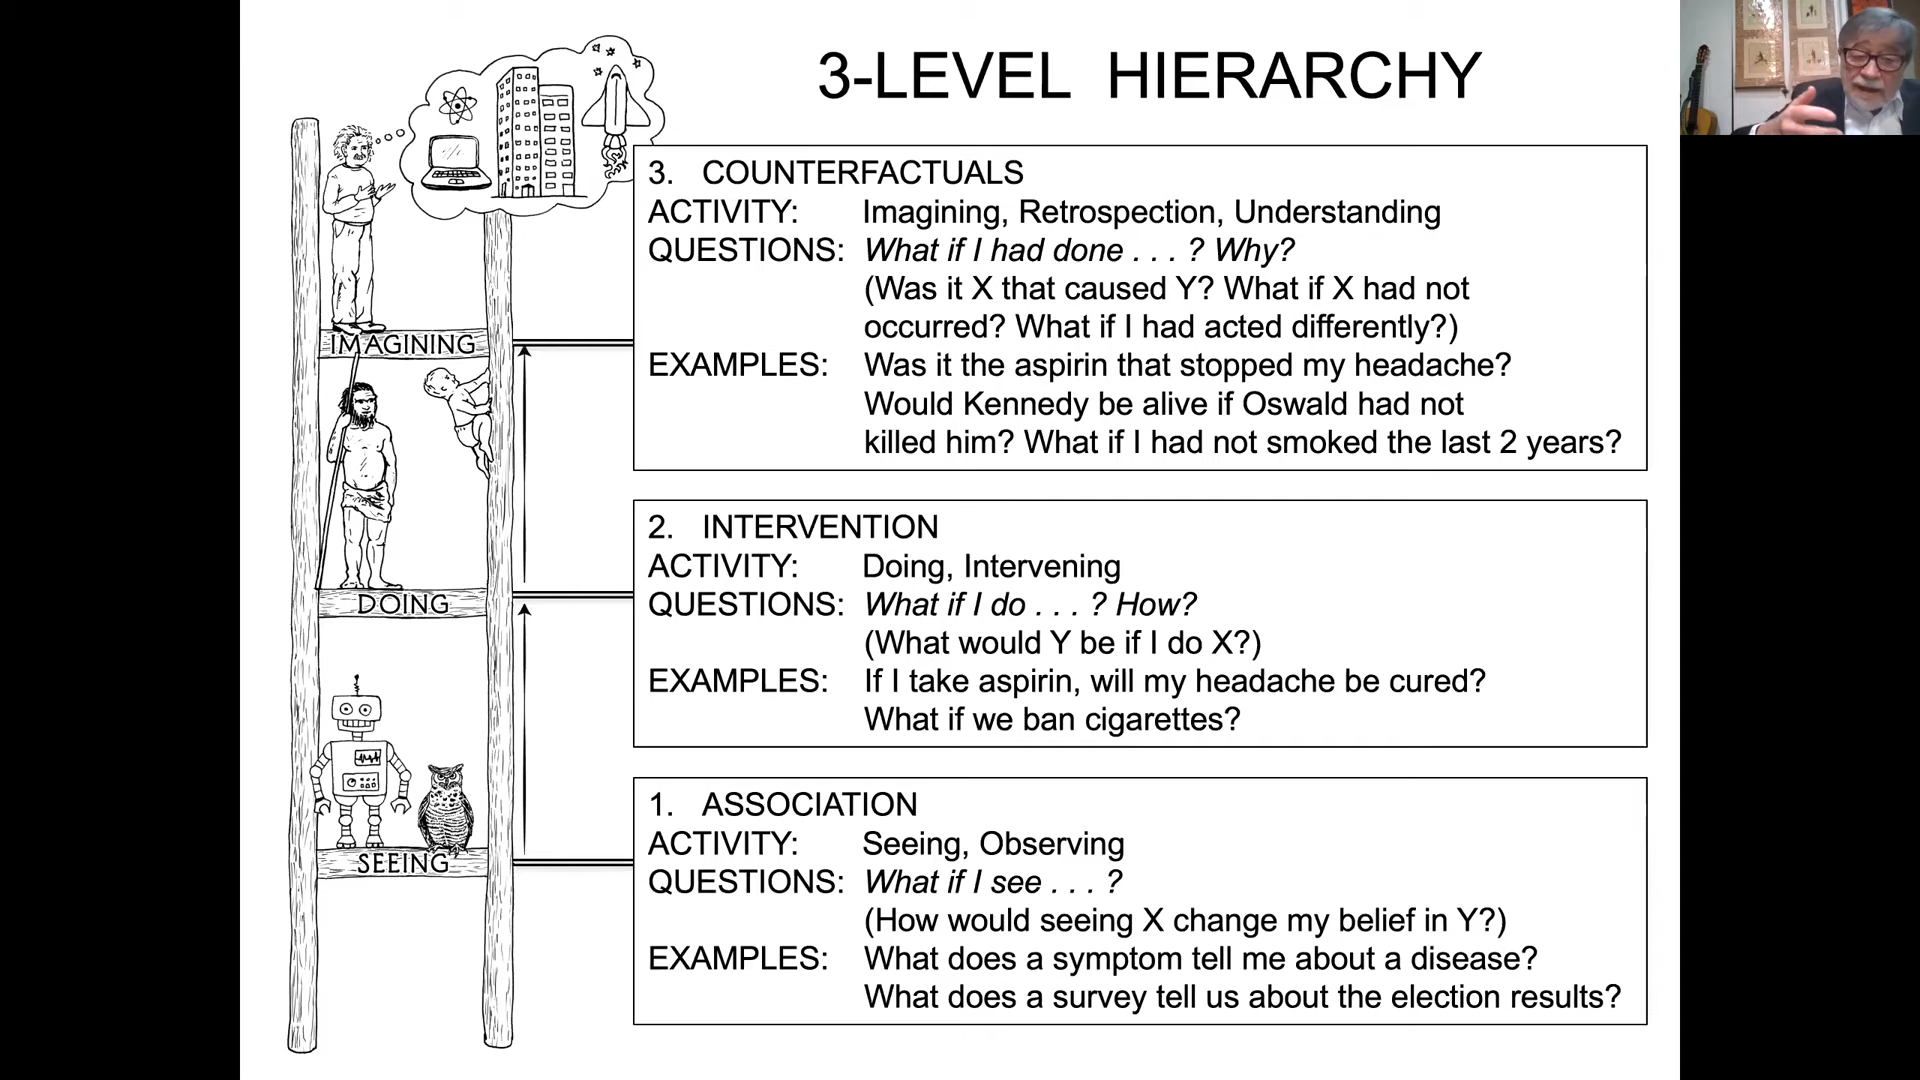 3-LEVEL HIERARCHY
3. COUNTERFACTUALS
ACTIVITY: Imagining, Retrospection, Understanding
QUESTIONS: What if I had done . . . ? Why?
(Was it X that caused Y? What if X had not
occurred? What if I had acted differently?)
EXAMPLES: Was it the aspirin that stopped my headache?
Would Kennedy be alive if Oswald had not
killed him? What if I had not smoked the last 2 years?
IMAGINING
2. INTERVENTION
ACTIVITY: Doing, Intervening
QUESTIONS: What if I do . . . ? How?
(What would Y be if I do X?)
EXAMPLES: If I take aspirin, will my headache be cured?
What if we ban cigarettes?
DOING
1. ASSOCIATION
ACTIVITY: Seeing, Observing
QUESTIONS: What if I see . . . ?
(How would seeing X change my belief in Y?)
EXAMPLES: What does a symptom tell me about a disease?
What does a survey tell us about the election results?
SEEING